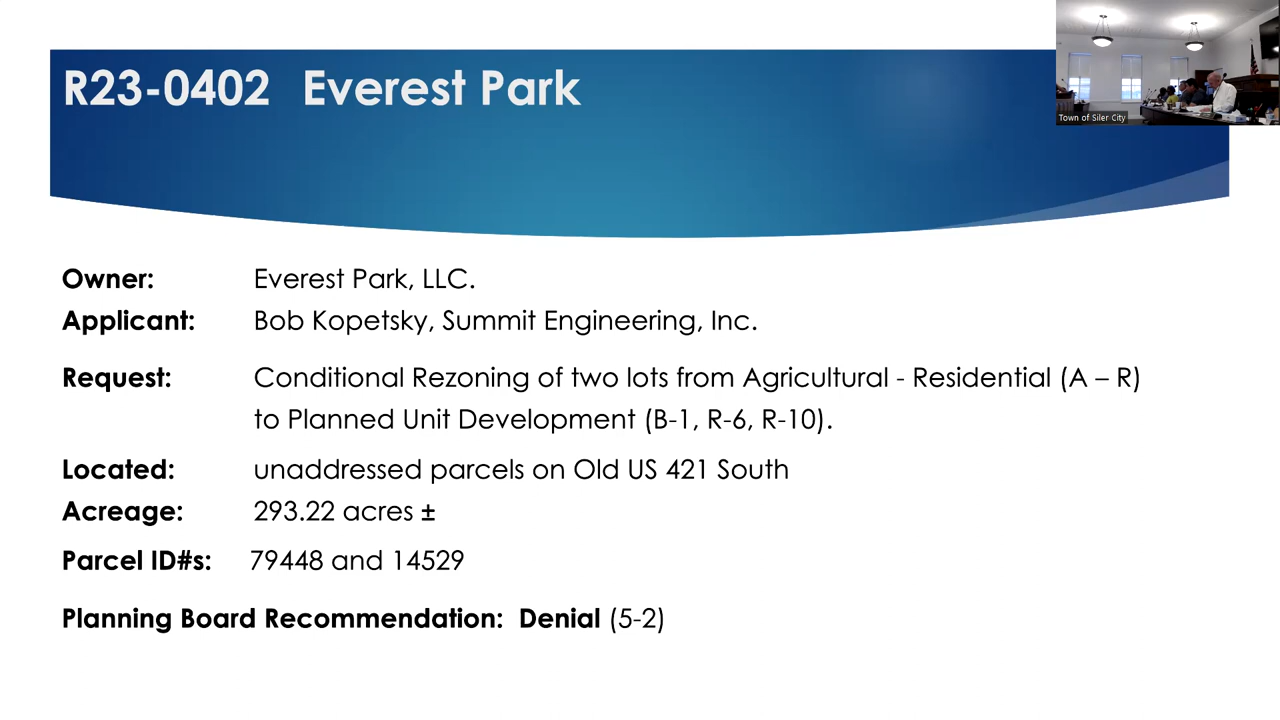 R23-0402 Everest Park
Town of Siler City
Owner: Everest Park, LLC.
Applicant: Bob Kopetsky, Summit Engineering, Inc.
Request: Conditional Rezoning of two lots from Agricultural - Residential (A – R)
to Planned Unit Development (B-1, R-6, R-10).
Located: unaddressed parcels on Old US 421 South
Acreage: 293.22 acres ±
Parcel ID#s: 79448 and 14529
Planning Board Recommendation: Denial (5-2)